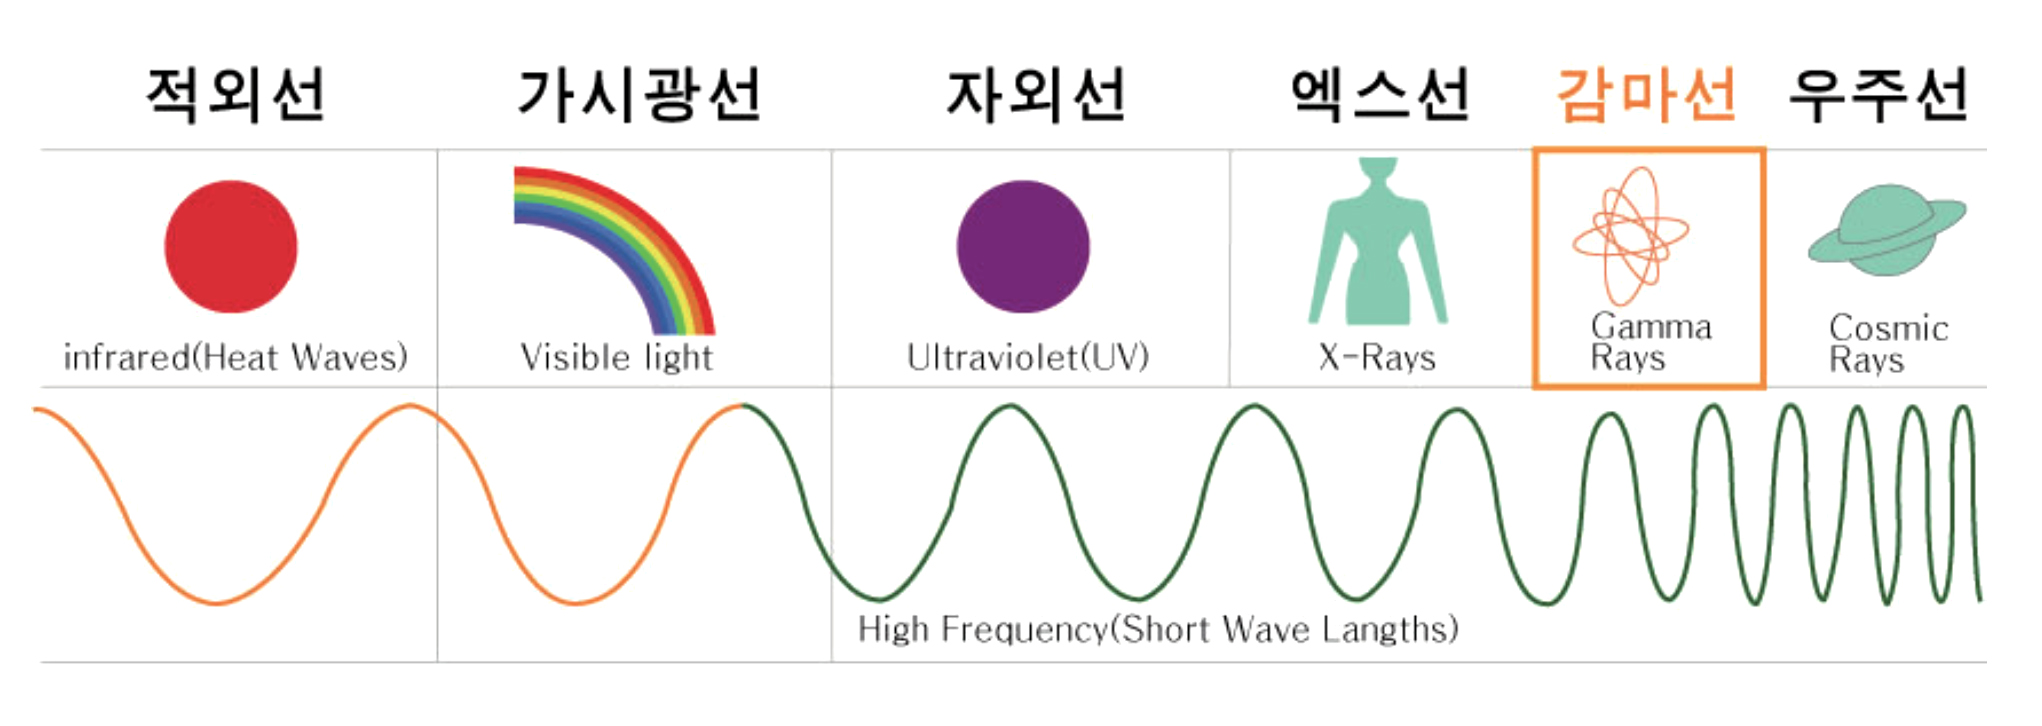 적외선 가시광선 자외선 엑스선 감마선 우주선
infrared(Heat Waves)
Visible light
Ultraviolet(UV)
X-Rays
Gamma
Rays
Cosmic
Rays
High Frequency(Short Wave Langths)